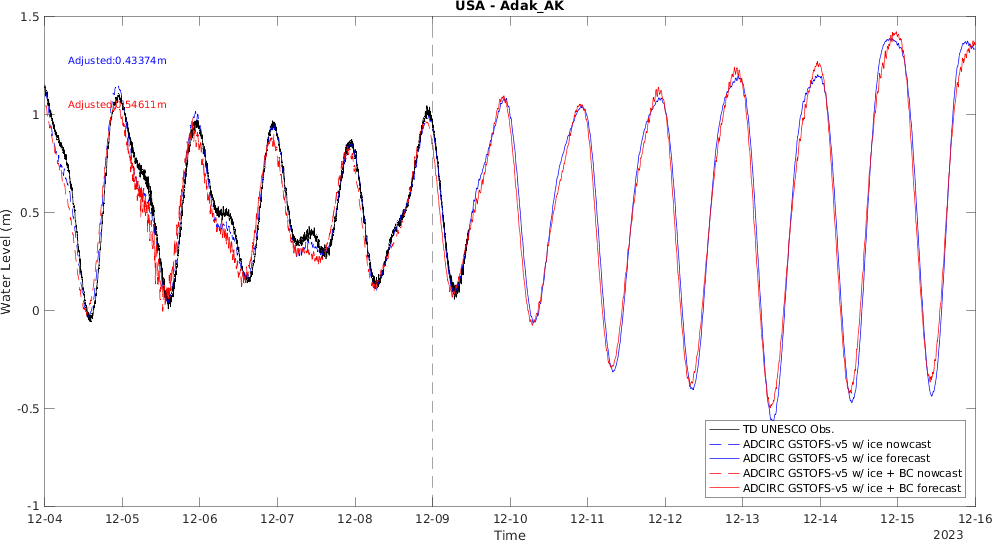 USA - Adak_AK
1.5
1
0.5
0
-0.5
-1
Water Level (m)
Adjusted:0.43374m
Adjusted:0.54611m
TD UNESCO Obs.
ADCIRC GSTOFS-v5 w/ ice nowcast
ADCIRC GSTOFS-v5 w/ ice forecast
ADCIRC GSTOFS-v5 w/ ice + BC nowcast
ADCIRC GSTOFS-v5 w/ ice + BC forecast
12-04 12-05 12-06 12-07 12-08 12-09 12-10 12-11 12-12 12-13 12-14 12-15 12-16
Time
2023